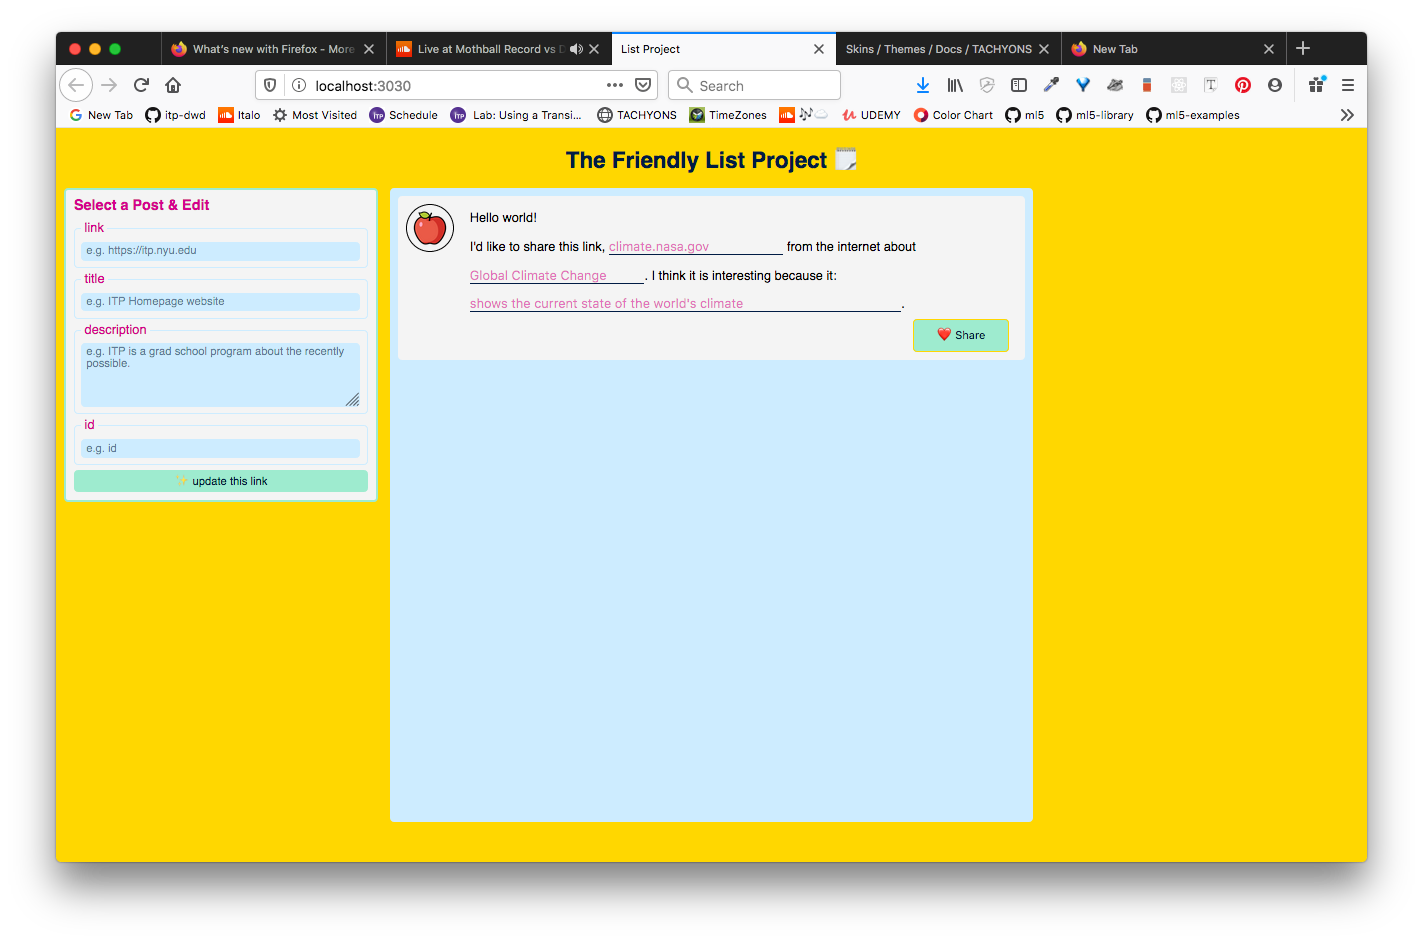 What's new with Firefox - More
Live at Mothball Record vs D
List Project
Skins / Themes / Docs / TACHYONS
New Tab
localhost:3030
Search
New Tab
itp-dwd
Italo
Most Visited
Schedule
Lab: Using a Transi...
TACHYONS
TimeZones
UDEMY
Color Chart
ml5
ml5-library
ml5-examples
The Friendly List Project
Select a Post & Edit
link
e.g. https://itp.nyu.edu
title
e.g. ITP Homepage website
description
e.g. ITP is a grad school program about the recently
possible.
id
e.g. id
✨ update this link
Hello world!
I'd like to share this link, climate.nasa.gov from the internet about
Global Climate Change . I think it is interesting because it:
shows the current state of the world's climate .
❤️ Share